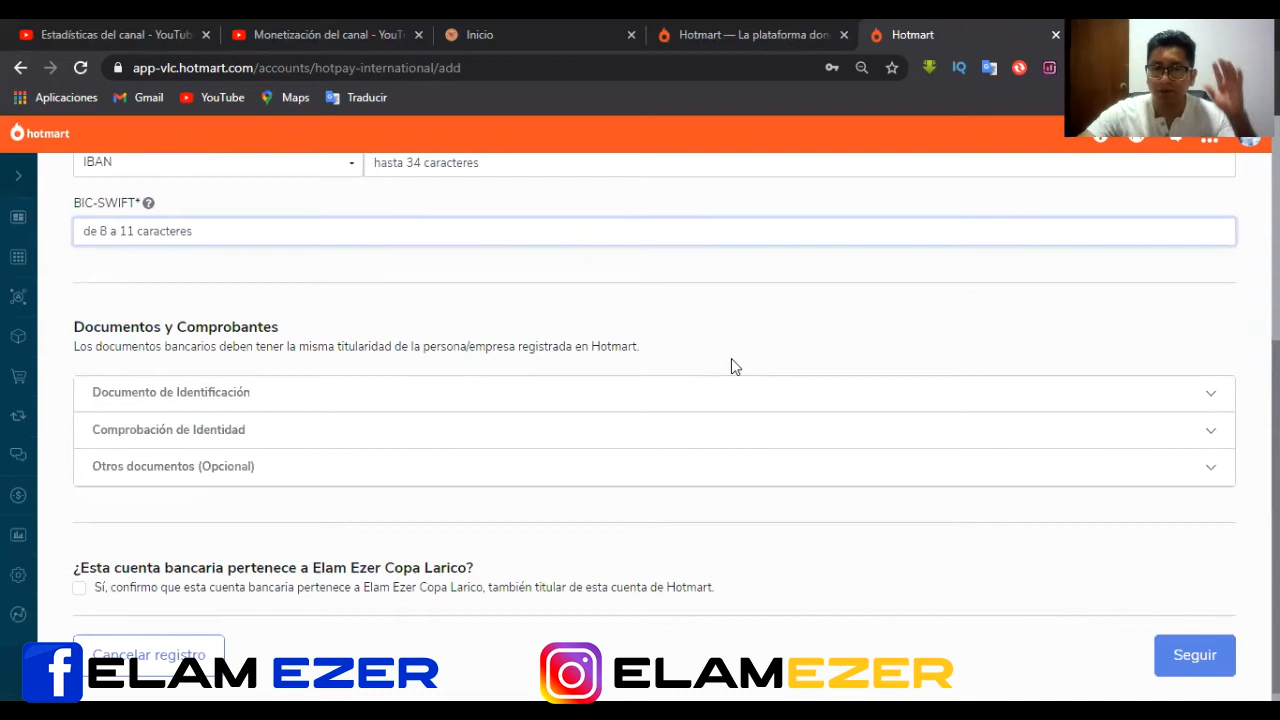 Estadísticas del canal - YouTub
Monetización del canal - YouT
Inicio
Hotmart — La plataforma don
Hotmart
app-vlc.hotmart.com/accounts/hotpay-international/add
Aplicaciones
Gmail
YouTube
Maps
Traducir
hotmart
IBAN
hasta 34 caracteres
BIC-SWIFT*
de 8 a 11 caracteres
Documentos y Comprobantes
Los documentos bancarios deben tener la misma titularidad de la persona/empresa registrada en Hotmart.
Documento de Identificación
Comprobación de Identidad
Otros documentos (Opcional)
¿Esta cuenta bancaria pertenece a Elam Ezer Copa Larico?
Sí, confirmo que esta cuenta bancaria pertenece a Elam Ezer Copa Larico, también titular de esta cuenta de Hotmart.
Cancelar registro
Seguir
ELAM EZER
ELAMEZER